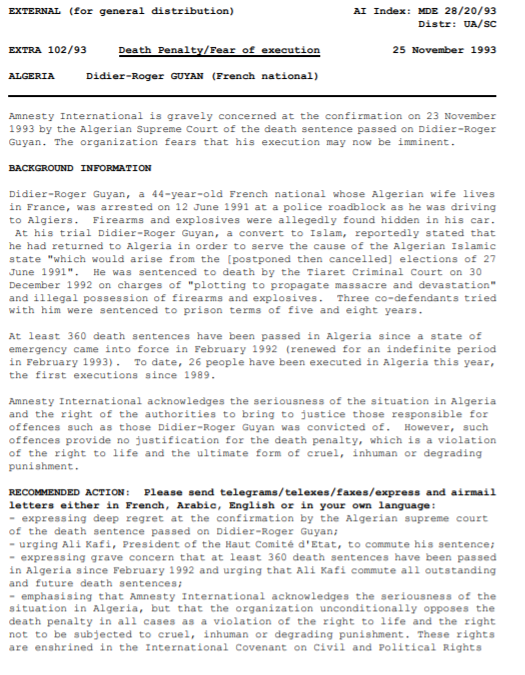 EXTERNAL (for general distribution) AI Index: MDE 28/20/93
Distr: UA/SC
EXTRA 102/93 Death Penalty/Fear of execution 25 November 1993
ALGERIA Didier-Roger GUYAN (French national)
Amnesty International is gravely concerned at the confirmation on 23 November
1993 by the Algerian Supreme Court of the death sentence passed on Didier-Roger
Guyan. The organization fears that his execution may now be imminent.
BACKGROUND INFORMATION
Didier-Roger Guyan, a 44-year-old French national whose Algerian wife lives
in France, was arrested on 12 June 1991 at a police roadblock as he was driving
to Algiers. Firearms and explosives were allegedly found hidden in his car.
At his trial Didier-Roger Guyan, a convert to Islam, reportedly stated that
he had returned to Algeria in order to serve the cause of the Algerian Islamic
state "which would arise from the [postponed then cancelled] elections of 27
June 1991". He was sentenced to death by the Tiaret Criminal Court on 30
December 1992 on charges of "plotting to propagate massacre and devastation"
and illegal possession of firearms and explosives. Three co-defendants tried
with him were sentenced to prison terms of five and eight years.
At least 360 death sentences have been passed in Algeria since a state of
emergency came into force in February 1992 (renewed for an indefinite period
in February 1993). To date, 26 people have been executed in Algeria this year,
the first executions since 1989.
Amnesty International acknowledges the seriousness of the situation in Algeria
and the right of the authorities to bring to justice those responsible for
offences such as those Didier-Roger Guyan was convicted of. However, such
offences provide no justification for the death penalty, which is a violation
of the right to life and the ultimate form of cruel, inhuman or degrading
punishment.
RECOMMENDED ACTION: Please send telegrams/telexes/faxes/express and airmail
letters either in French, Arabic, English or in your own language:
- expressing deep regret at the confirmation by the Algerian supreme court
of the death sentence passed on Didier-Roger Guyan;
- urging Ali Kafi, President of the Haut Comité d'Etat, to commute his sentence;
- expressing grave concern that at least 360 death sentences have been passed
in Algeria since February 1992 and urging that Ali Kafi commute all outstanding
and future death sentences;
- emphasising that Amnesty International acknowledges the seriousness of the
situation in Algeria, but that the organization unconditionally opposes the
death penalty in all cases as a violation of the right to life and the right
not to be subjected to cruel, inhuman or degrading punishment. These rights
are enshrined in the International Covenant on Civil and Political Rights